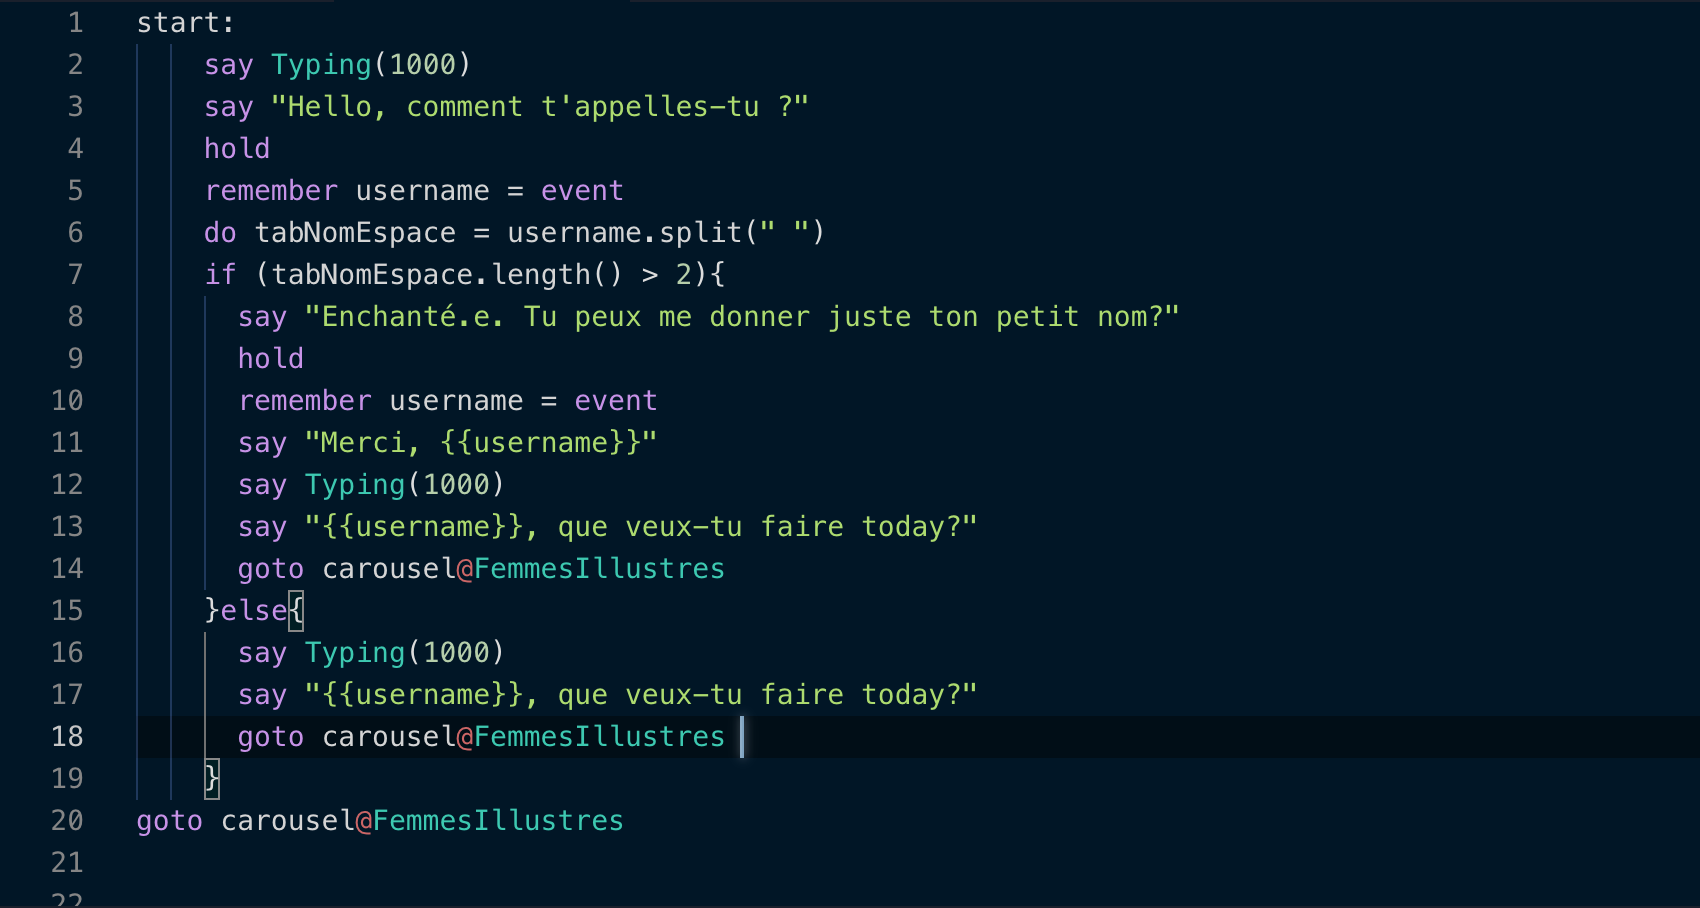 1 start:
2 say Typing(1000)
3 say "Hello, comment t'appelles-tu ?"
4 hold
5 remember username = event
6 do tabNomEspace = username.split(" ")
7 if (tabNomEspace.length() > 2){
8 say "Enchanté.e. Tu peux me donner juste ton petit nom?"
9 hold
10 remember username = event
11 say "Merci, {{username}}"
12 say Typing(1000)
13 say "{{username}}, que veux-tu faire today?"
14 goto carousel@FemmesIllustres
15 }else{
16 say Typing(1000)
17 say "{{username}}, que veux-tu faire today?"
18 goto carousel@FemmesIllustres
19 }
20 goto carousel@FemmesIllustres
21
22